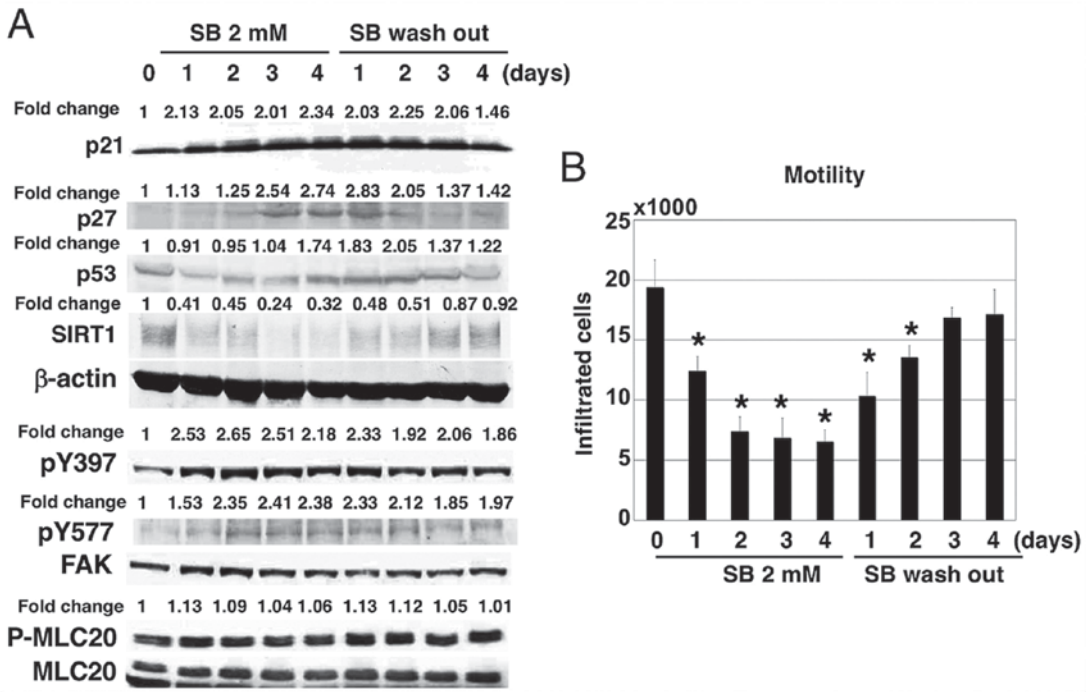 A
SB 2 mM SB wash out
0 1 2 3 4 1 2 3 4 (days)
Fold change 1 2.13 2.05 2.01 2.34 2.03 2.25 2.06 1.46
p21
Fold change 1 1.13 1.25 2.54 2.74 2.83 2.05 1.37 1.42
p27
Fold change 1 0.91 0.95 1.04 1.74 1.83 2.05 1.37 1.22
p53
Fold change 1 0.41 0.45 0.24 0.32 0.48 0.51 0.87 0.92
SIRT1
β-actin
Fold change 1 2.53 2.65 2.51 2.18 2.33 1.92 2.06 1.86
pY397
Fold change 1 1.53 2.35 2.41 2.38 2.33 2.12 1.85 1.97
pY577
FAK
Fold change 1 1.13 1.09 1.04 1.06 1.13 1.12 1.05 1.01
P-MLC20
MLC20
B
Motility
x1000
25
20
15
10
5
0
Infiltrated cells
* * * * * *
0 1 2 3 4 1 2 3 4 (days)
SB 2 mM SB wash out